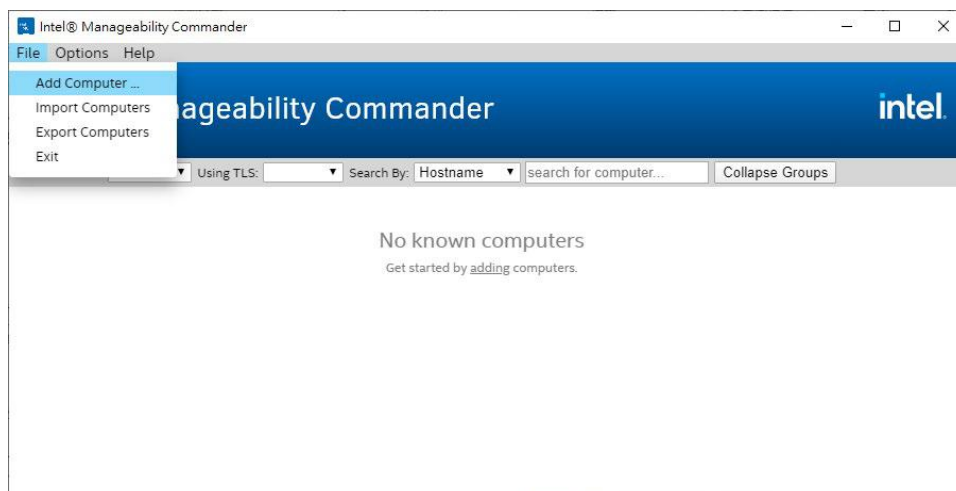 Intel® Manageability Commander
File Options Help
Add Computer ...
Import Computers
Export Computers
Exit
ageability Commander
intel.
Using TLS: Search By: Hostname search for computer... Collapse Groups
No known computers
Get started by adding computers.